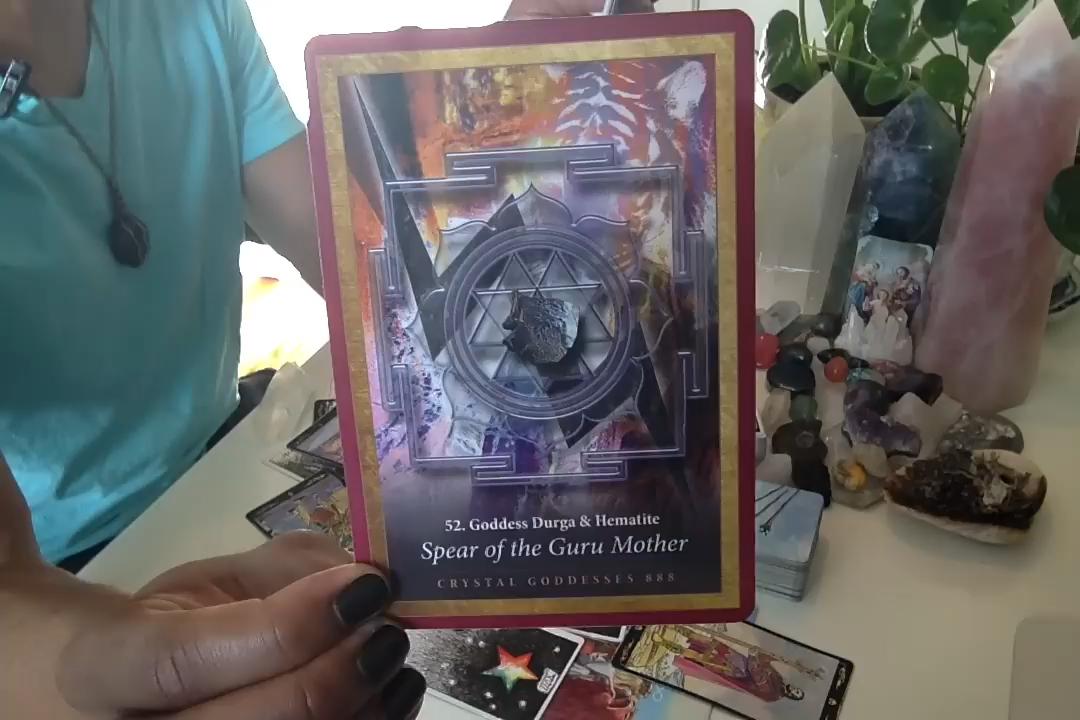 52. Goddess Durga & Hematite
Spear of the Guru Mother
CRYSTAL GODDESSES 888